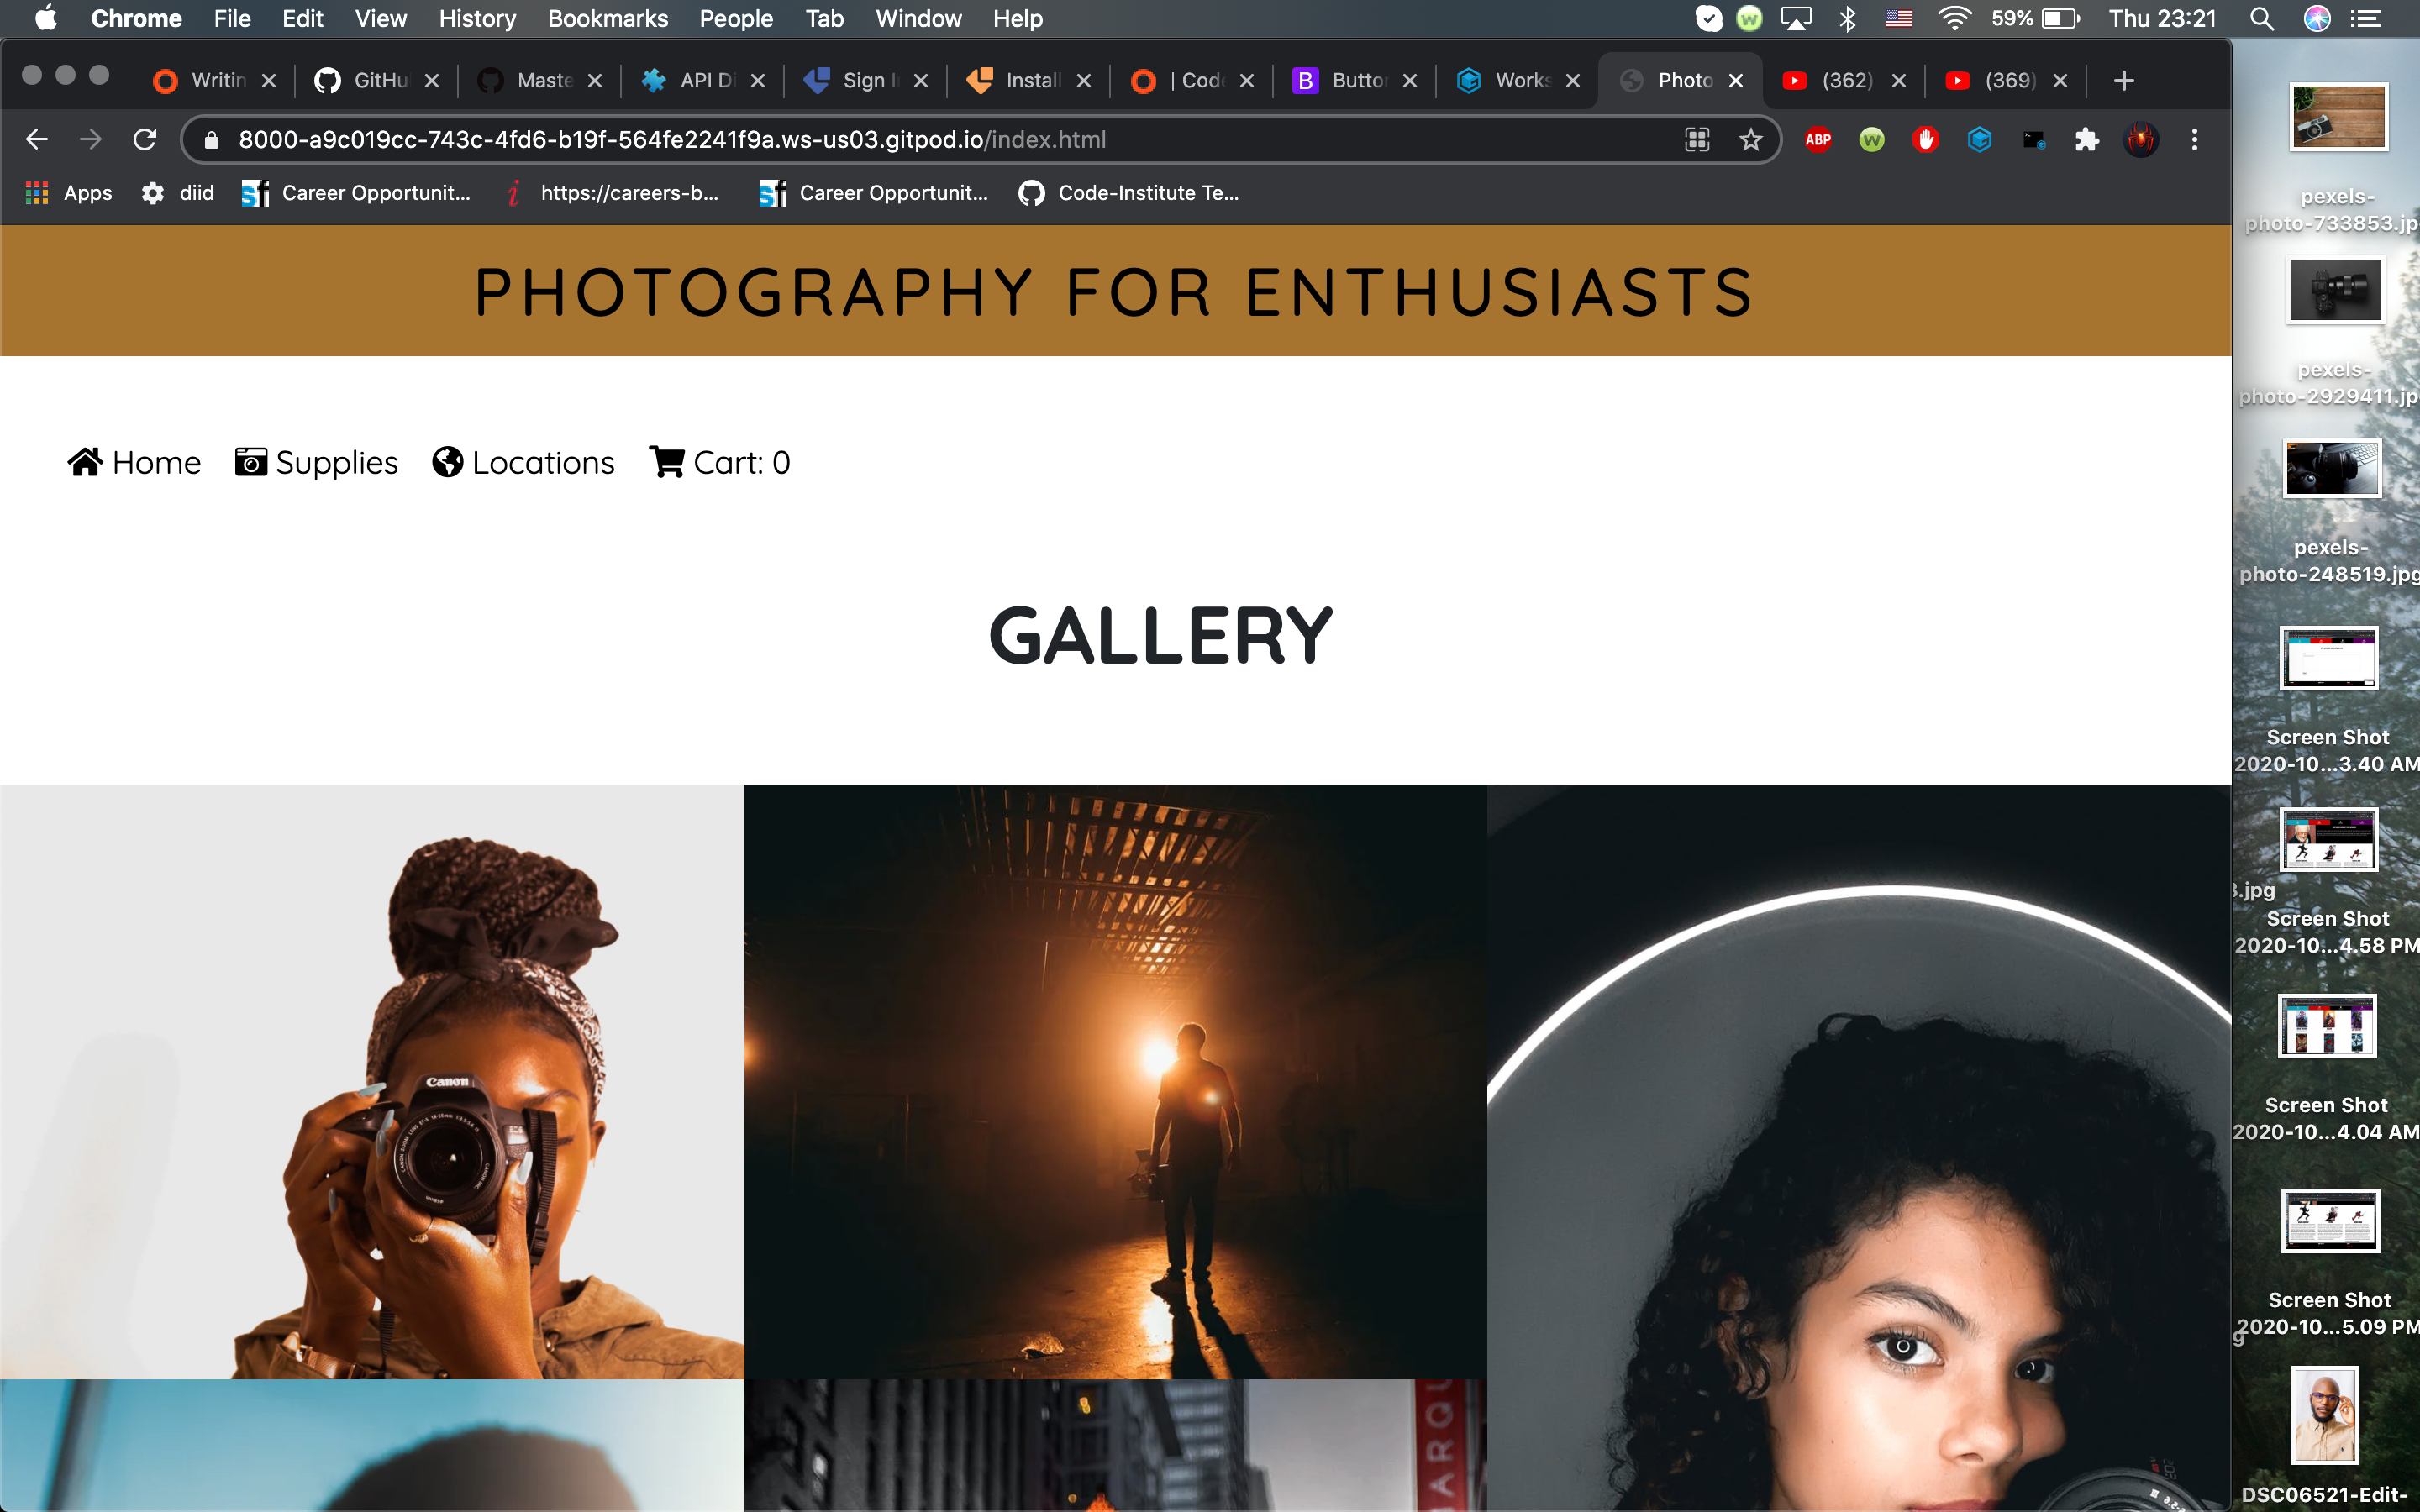 Chrome File Edit View History Bookmarks People Tab Window Help 59% Thu 23:21
Writin GitHu Maste API Di Sign I Install | Code Buttor Works Photo (362) (369)
8000-a9c019cc-743c-4fd6-b19f-564fe2241f9a.ws-us03.gitpod.io/index.html
ABP
Apps diid Career Opportunit... https://careers-b... Career Opportunit... Code-Institute Te...
PHOTOGRAPHY FOR ENTHUSIASTS
Home Supplies Locations Cart: 0
GALLERY
Canon
pexels-
photo-733853.jp
pexels-
photo-2929411.jp
pexels-
photo-248519.jpg
Screen Shot
2020-10...3.40 AM
.jpg
Screen Shot
2020-10...4.58 PM
Screen Shot
2020-10...4.04 AM
Screen Shot
2020-10...5.09 PM
DSC06521-Edit-